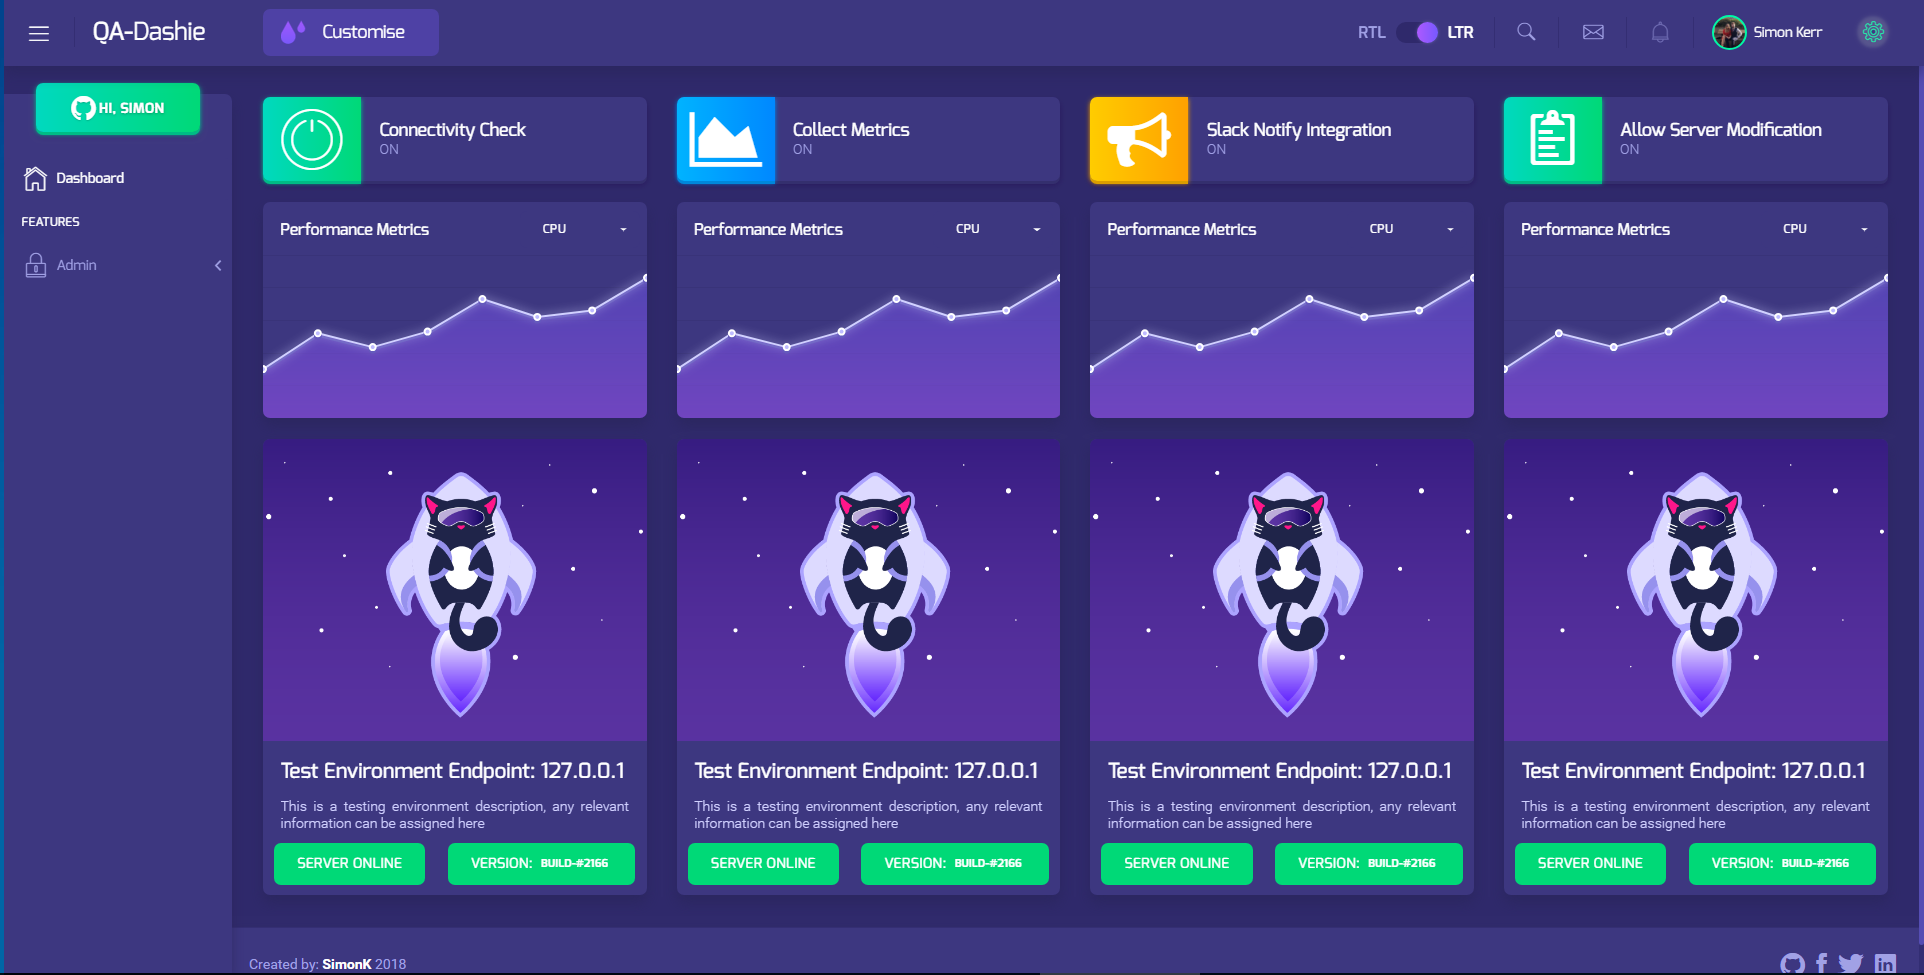 QA-Dashie
Customise
RTL LTR
Simon Kerr
HI, SIMON
Dashboard
FEATURES
Admin
Connectivity Check
ON
Collect Metrics
ON
Slack Notify Integration
ON
Allow Server Modification
ON
Performance Metrics CPU
Performance Metrics CPU
Performance Metrics CPU
Performance Metrics CPU
Test Environment Endpoint: 127.0.0.1
This is a testing environment description, any relevant
information can be assigned here
SERVER ONLINE VERSION: BUILD-#2166
Test Environment Endpoint: 127.0.0.1
This is a testing environment description, any relevant
information can be assigned here
SERVER ONLINE VERSION: BUILD-#2166
Test Environment Endpoint: 127.0.0.1
This is a testing environment description, any relevant
information can be assigned here
SERVER ONLINE VERSION: BUILD-#2166
Test Environment Endpoint: 127.0.0.1
This is a testing environment description, any relevant
information can be assigned here
SERVER ONLINE VERSION: BUILD-#2166
Created by: SimonK 2018